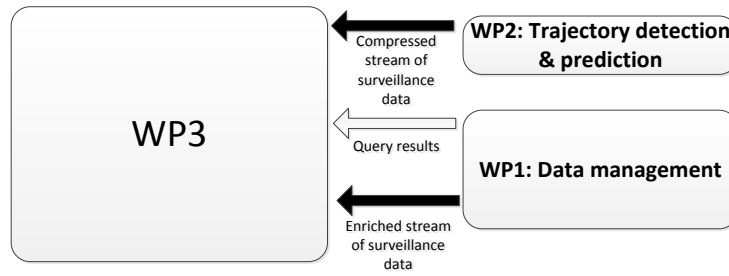 WP3
Compressed
stream of
surveillance
data
Query results
Enriched stream
of surveillance
data
WP2: Trajectory detection
& prediction
WP1: Data management